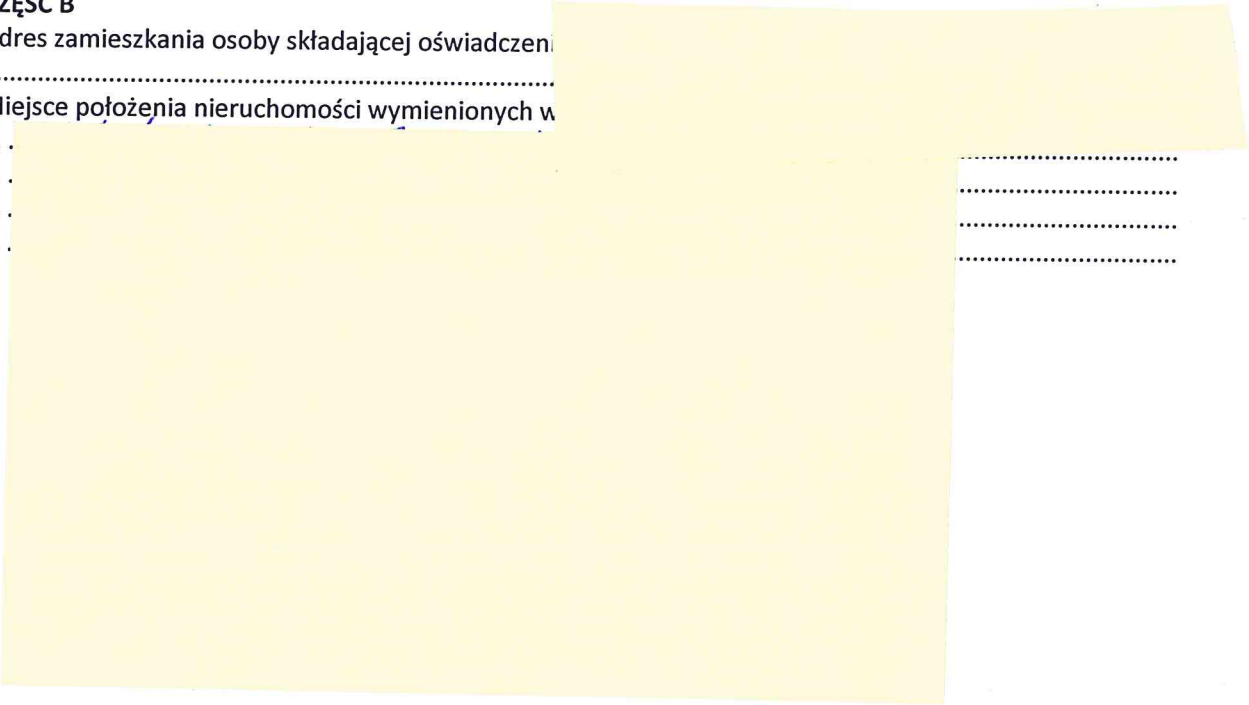 ZĘŚĆ B
dres zamieszkania osoby składającej oświadczeni
....................................................................................
iejsce położenia nieruchomości wymienionych w
................................
................................
................................
................................